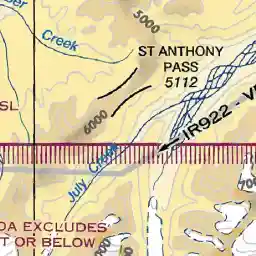 5000
Creek
ST ANTHONY
PASS
5112
SL
6000
IR922 - V
July Creek
DA EXCLUDES
T OR BELOW